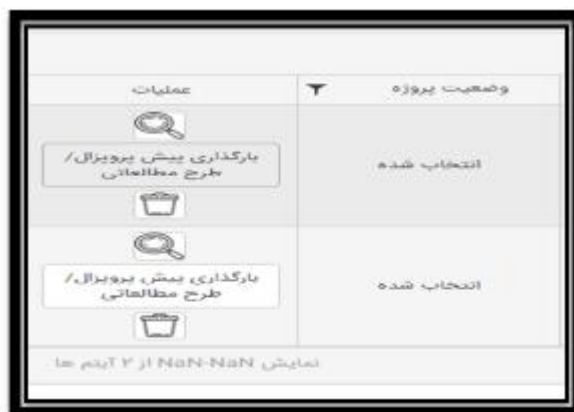 وضعیت پروژه
عملیات
انتخاب شده
بارگذاری پیش پروپزال/
طرح مطالعاتی
انتخاب شده
بارگذاری پیش پروپزال/
طرح مطالعاتی
نمایش NaN-NaN از ۲ آیتم ها